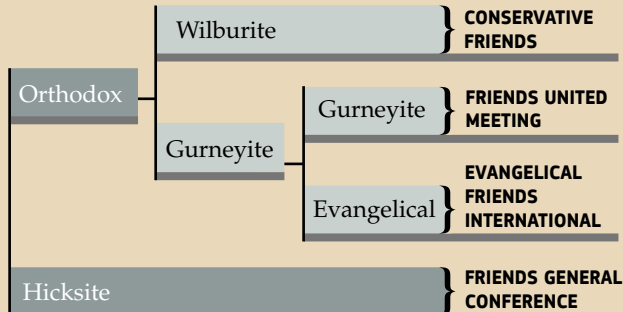 Wilburite
CONSERVATIVE
FRIENDS
Orthodox
Gurneyite
Gurneyite
FRIENDS UNITED
MEETING
Evangelical
EVANGELICAL
FRIENDS
INTERNATIONAL
Hicksite
FRIENDS GENERAL
CONFERENCE